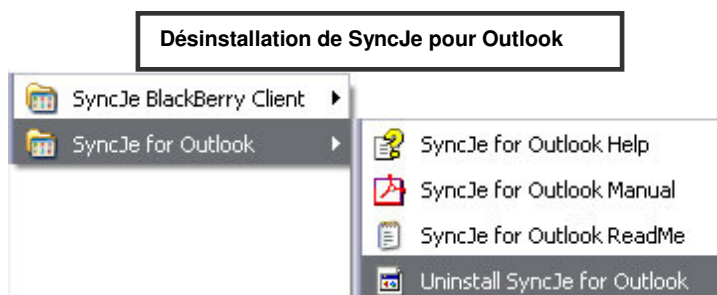 Désinstallation de SyncJe pour Outlook
SyncJe BlackBerry Client
SyncJe for Outlook
SyncJe for Outlook Help
SyncJe for Outlook Manual
SyncJe for Outlook ReadMe
Uninstall SyncJe for Outlook